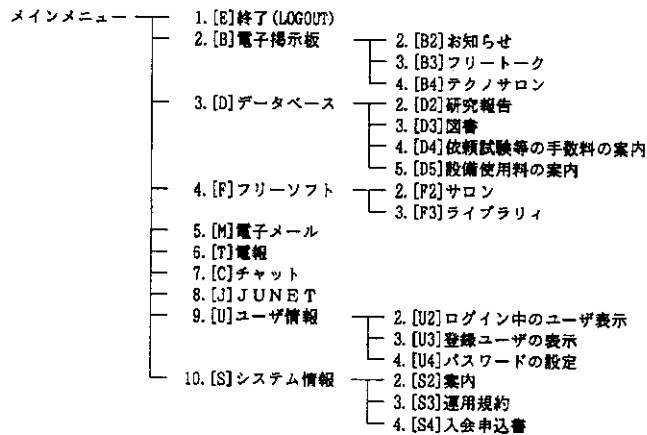 メインメニュー 1. [E]終了(LOGOUT)
2. [B]電子掲示板 2. [B2]お知らせ
3. [B3]フリートーク
4. [B4]テクノサロン
3. [D]データベース 2. [D2]研究報告
3. [D3]図書
4. [D4]依頼試験等の手数料の案内
5. [D5]設備使用料の案内
4. [F]フリーソフト 2. [F2]サロン
3. [F3]ライブラリィ
5. [M]電子メール
6. [T]電報
7. [C]チャット
8. [J]JUNET
9. [U]ユーザ情報 2. [U2]ログイン中のユーザ表示
3. [U3]登録ユーザの表示
4. [U4]パスワードの設定
10. [S]システム情報 2. [S2]案内
3. [S3]運用規約
4. [S4]入会申込書